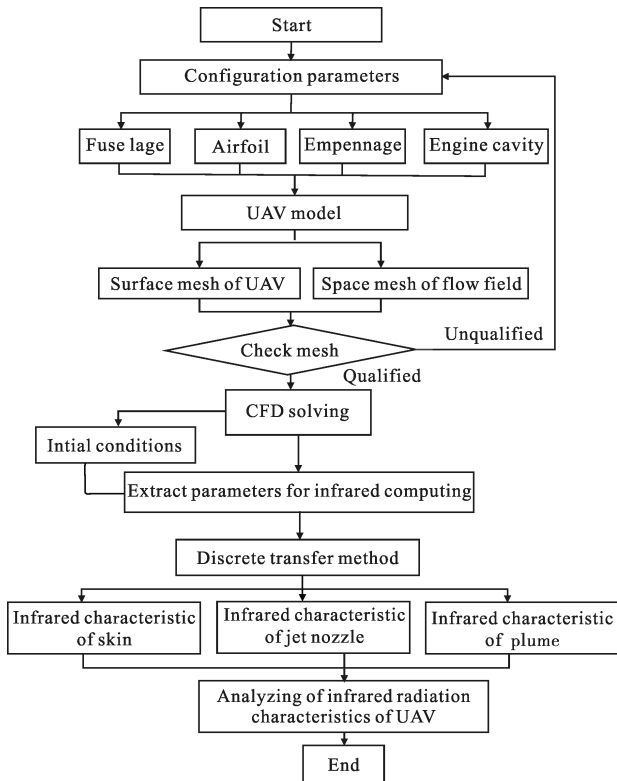 Start
Configuration parameters
Fuse lage
Airfoil
Empennage
Engine cavity
UAV model
Surface mesh of UAV
Space mesh of flow field
Unqualified
Check mesh
Qualified
CFD solving
Intial conditions
Extract parameters for infrared computing
Discrete transfer method
Infrared characteristic
of skin
Infrared characteristic
of jet nozzle
Infrared characteristic
of plume
Analyzing of infrared radiation
characteristics of UAV
End